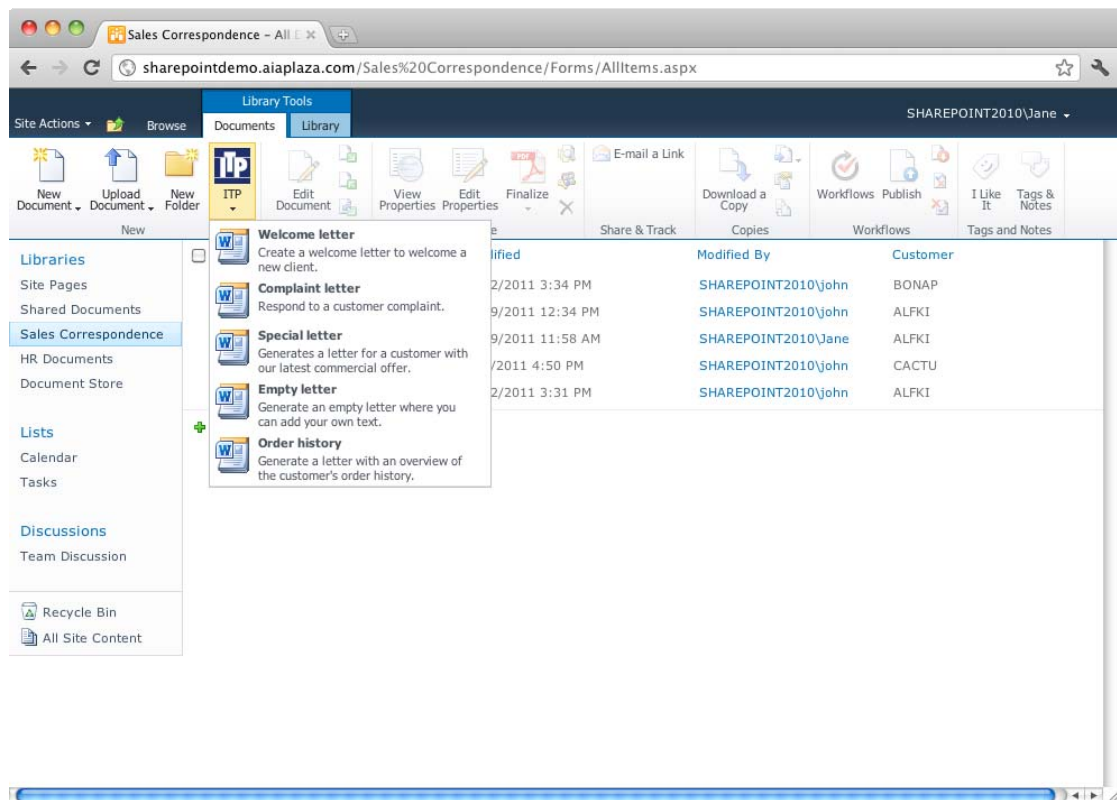 Sales Correspondence - All
sharepointdemo.aiaplaza.com/Sales%20Correspondence/Forms/AllItems.aspx
Library Tools
SHAREPOINT2010\Jane
Site Actions Browse Documents Library
New Document
Upload Document
New Folder
ITP
ITP
Edit Document
View Properties
Edit Properties
PDF
Finalize
E-mail a Link
Download a Copy
Workflows
Publish
I Like It
Tags & Notes
New
Share & Track
Copies
Workflows
Tags and Notes
Libraries
Site Pages
Shared Documents
Sales Correspondence
HR Documents
Document Store
Lists
Calendar
Tasks
Discussions
Team Discussion
Recycle Bin
All Site Content
Welcome letter
Create a welcome letter to welcome a
new client.
Complaint letter
Respond to a customer complaint.
Special letter
Generates a letter for a customer with
our latest commercial offer.
Empty letter
Generate an empty letter where you
can add your own text.
Order history
Generate a letter with an overview of
the customer's order history.
Modified By Customer
2/2011 3:34 PM SHAREPOINT2010\john BONAP
9/2011 12:34 PM SHAREPOINT2010\john ALFKI
9/2011 11:58 AM SHAREPOINT2010\Jane ALFKI
/2011 4:50 PM SHAREPOINT2010\john CACTU
2/2011 3:31 PM SHAREPOINT2010\john ALFKI